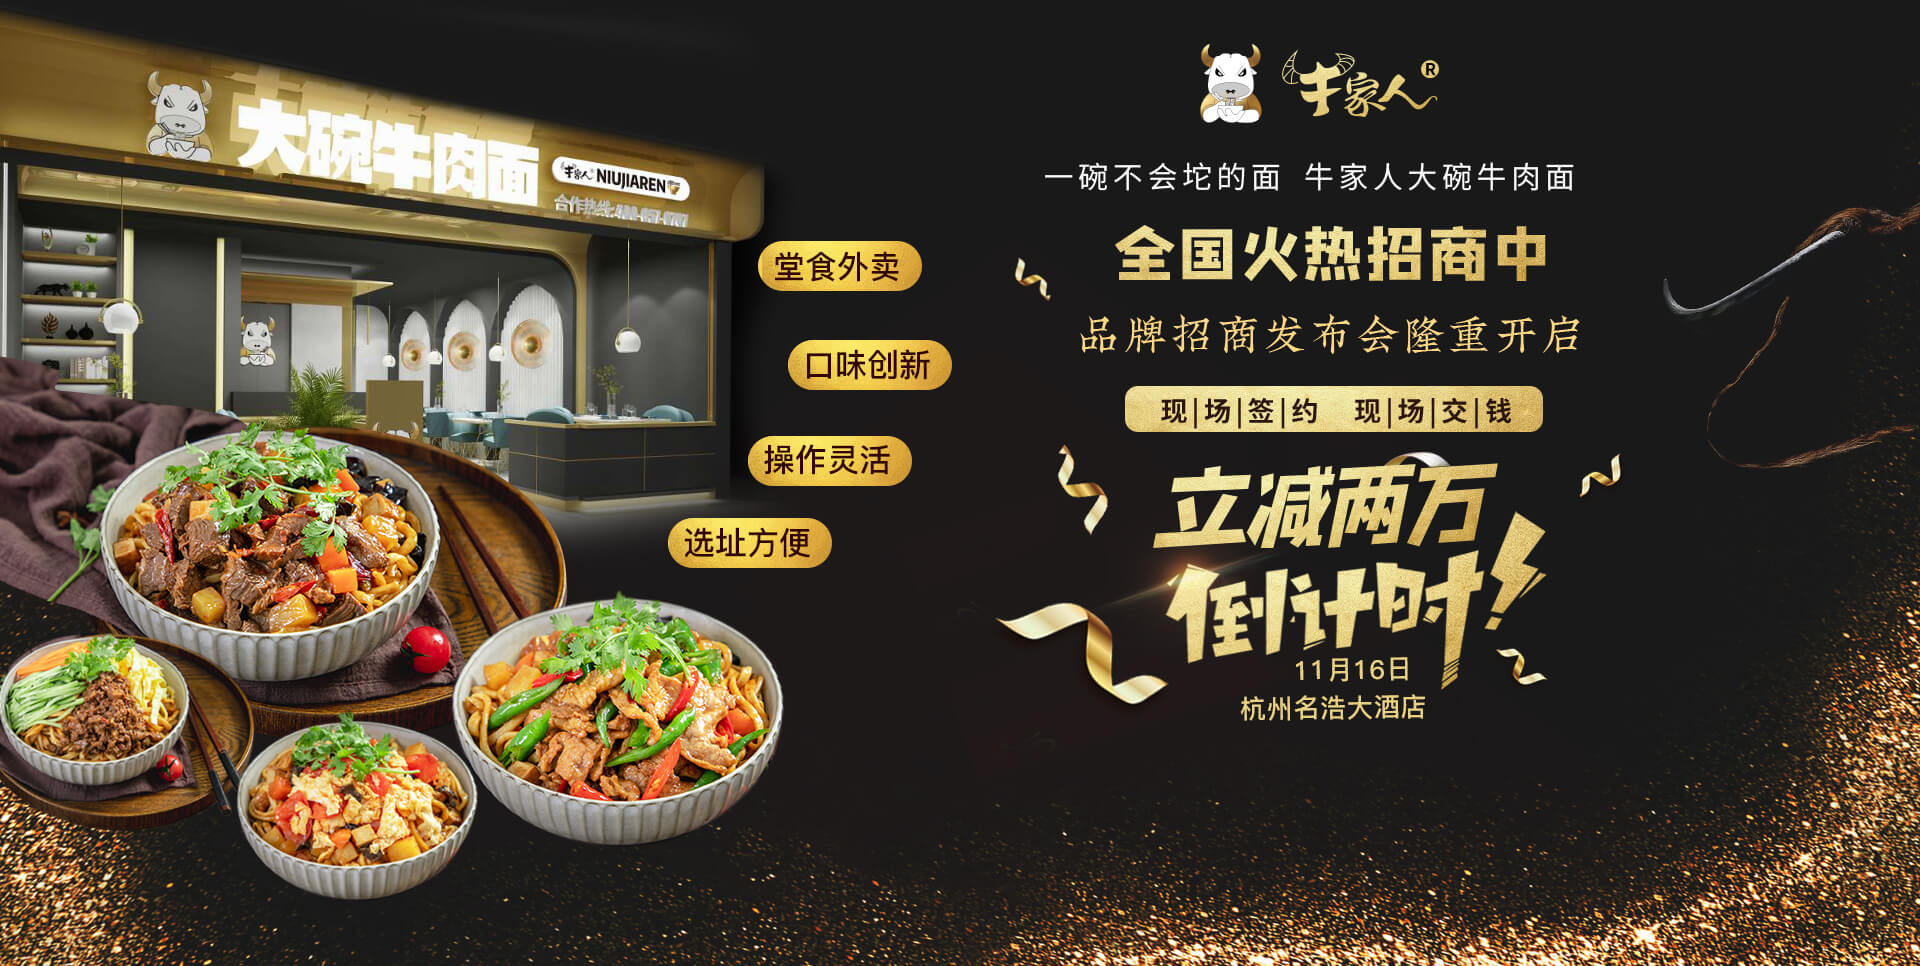 大碗牛肉面
牛家人 NIUJIAREN
合作热线:
堂食外卖
口味创新
操作灵活
选址方便
牛家人®
一碗不会坨的面 牛家人大碗牛肉面
全国火热招商中
品牌招商发布会隆重开启
现|场|签|约 现|场|交|钱
立减两万
倒计时!
11月16日
杭州名浩大酒店